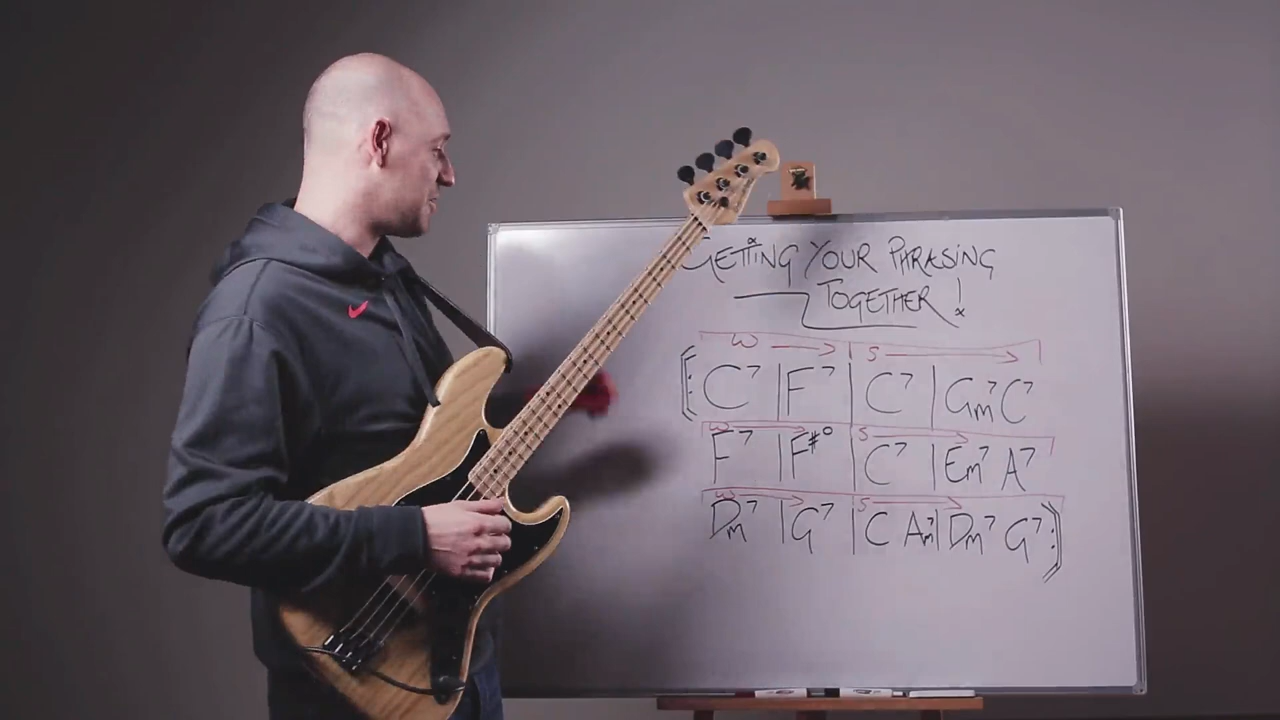 GETTING YOUR PHRASING
TOGETHER!
W → | S →
C7 | F7 | C7 | Gm7 C7
W → S →
F7 | F#o | C7 | Em7 A7
W → S →
Dm7 | G7 | C Am7 | Dm7 G7